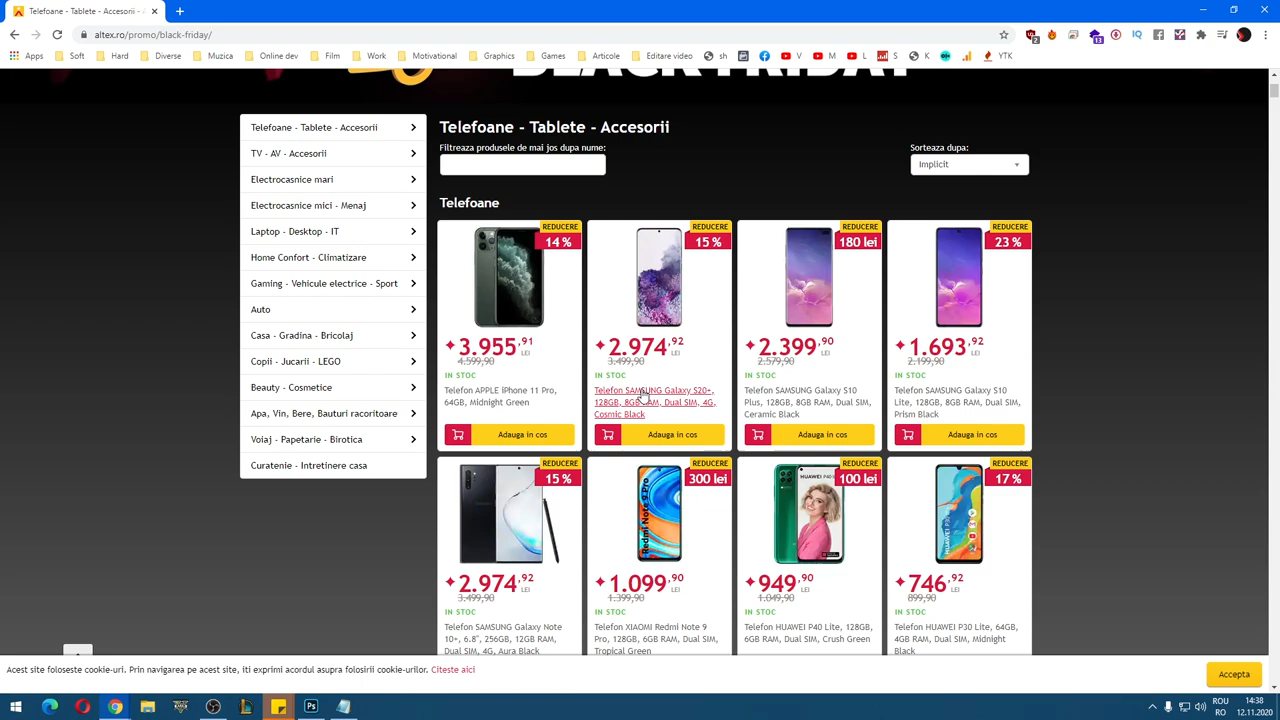 Telefoane - Tablete - Accesorii -
altex.ro/promo/black-friday/
Apps Soft Hard Diverse Muzica Online dev Film Work Motivational Graphics Games Articole Editare video sh V M L S K YTK
BLACK FRIDAY
Telefoane - Tablete - Accesorii
TV - AV - Accesorii
Electrocasnice mari
Electrocasnice mici - Menaj
Laptop - Desktop - IT
Home Confort - Climatizare
Gaming - Vehicule electrice - Sport
Auto
Casa - Gradina - Bricolaj
Copii - Jucarii - LEGO
Beauty - Cosmetice
Apa, Vin, Bere, Bauturi racoritoare
Voiaj - Papetarie - Birotica
Curatenie - Intretinere casa
Telefoane - Tablete - Accesorii
Filtreaza produsele de mai jos dupa nume:
Sorteaza dupa:
Implicit
Telefoane
REDUCERE
14 %
3.955,91 LEI
4.599,90
IN STOC
Telefon APPLE iPhone 11 Pro,
64GB, Midnight Green
Adauga in cos
REDUCERE
15 %
2.974,92 LEI
3.499,90
IN STOC
Telefon SAMSUNG Galaxy S20+,
128GB, 8GB RAM, Dual SIM, 4G,
Cosmic Black
Adauga in cos
REDUCERE
180 lei
2.399,90 LEI
2.579,90
IN STOC
Telefon SAMSUNG Galaxy S10
Plus, 128GB, 8GB RAM, Dual SIM,
Ceramic Black
Adauga in cos
REDUCERE
23 %
1.693,92 LEI
2.199,90
IN STOC
Telefon SAMSUNG Galaxy S10
Lite, 128GB, 8GB RAM, Dual SIM,
Prism Black
Adauga in cos
REDUCERE
15 %
2.974,92 LEI
3.499,90
IN STOC
Telefon SAMSUNG Galaxy Note
10+, 6.8", 256GB, 12GB RAM,
Dual SIM, 4G, Aura Black
REDUCERE
300 lei
Redmi Note 9 Pro
1.099,90 LEI
1.399,90
IN STOC
Telefon XIAOMI Redmi Note 9
Pro, 128GB, 6GB RAM, Dual SIM,
Tropical Green
REDUCERE
100 lei
HUAWEI P40 lite
949,90 LEI
1.049,90
IN STOC
Telefon HUAWEI P40 Lite, 128GB,
6GB RAM, Dual SIM, Crush Green
REDUCERE
17 %
HUAWEI P30 lite
746,92 LEI
899,90
IN STOC
Telefon HUAWEI P30 Lite, 64GB,
4GB RAM, Dual SIM, Midnight
Black
Acest site foloseste cookie-uri. Prin navigarea pe acest site, iti exprimi acordul asupra folosirii cookie-urilor. Citeste aici
Accepta
ROU
RO
14:38
12.11.2020